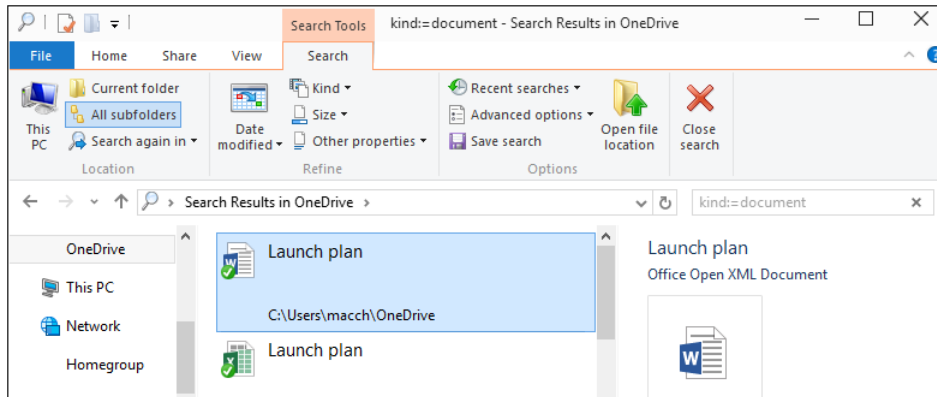 Search Tools kind:=document - Search Results in OneDrive
File Home Share View Search
This PC
Current folder
All subfolders
Search again in
Location
Date modified
Kind
Size
Other properties
Refine
Recent searches
Advanced options
Save search
Options
Open file location
Close search
Search Results in OneDrive
kind:=document
OneDrive
This PC
Network
Homegroup
Launch plan
C:\Users\macch\OneDrive
Launch plan
Launch plan
Office Open XML Document